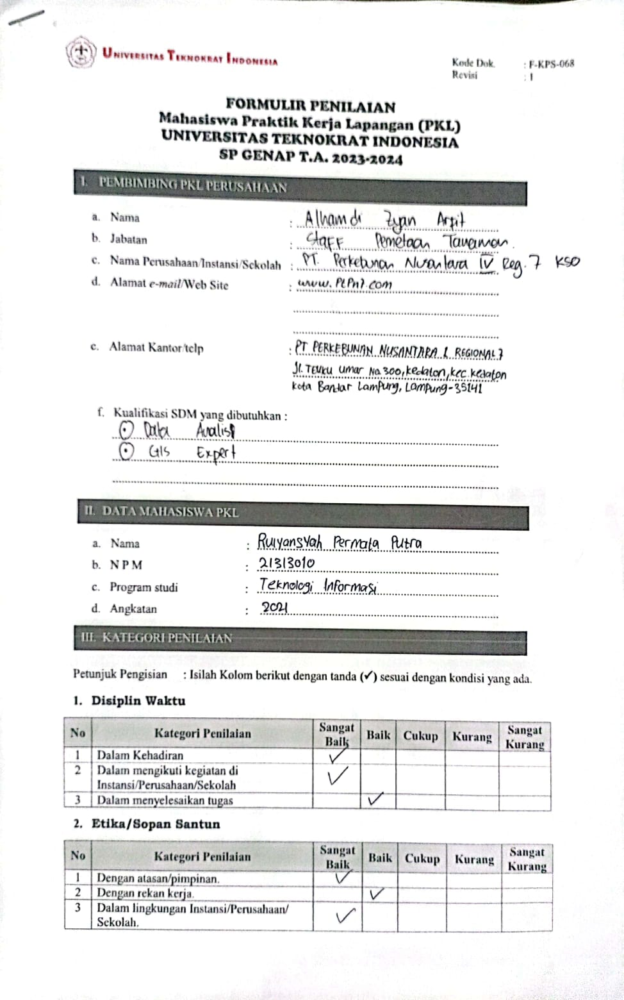 UNIVERSITAS TEKNOKRAT INDONESIA
Kode Dok. : F-KPS-068
Revisi : 1
FORMULIR PENILAIAN
Mahasiswa Praktik Kerja Lapangan (PKL)
UNIVERSITAS TEKNOKRAT INDONESIA
SP GENAP T.A. 2023-2024
I. PEMBIMBING PKL PERUSAHAAN
a. Nama : Alhamdi Zyan Arfit
b. Jabatan : Staff Pemetaan Tanaman.
c. Nama Perusahaan/Instansi/Sekolah : PT. Perkebunan Nusantara IV Reg. 7 KSO
d. Alamat e-mail/Web Site : www.PtPn7.com
e. Alamat Kantor/telp : PT PERKEBUNAN NUSANTARA I REGIONAL 7
Jl. TEUKU Umar No 300, Kedaton, kec. kedaton
Kota Bandar Lampung, Lampung-35141
f. Kualifikasi SDM yang dibutuhkan :
Data Analist
GIS Expert
II. DATA MAHASISWA PKL
a. Nama : Ruiyansyah Permata Putra
b. N P M : 21313010
c. Program studi : Teknologi Informasi
d. Angkatan : 2021
III. KATEGORI PENILAIAN
Petunjuk Pengisian : Isilah Kolom berikut dengan tanda (✓) sesuai dengan kondisi yang ada.
1. Disiplin Waktu
No Kategori Penilaian Sangat Baik Baik Cukup Kurang Sangat Kurang
1 Dalam Kehadiran ✓
2 Dalam mengikuti kegiatan di
Instansi/Perusahaan/Sekolah ✓
3 Dalam menyelesaikan tugas ✓
2. Etika/Sopan Santun
No Kategori Penilaian Sangat Baik Baik Cukup Kurang Sangat Kurang
1 Dengan atasan/pimpinan. ✓
2 Dengan rekan kerja. ✓
3 Dalam lingkungan Instansi/Perusahaan/
Sekolah. ✓